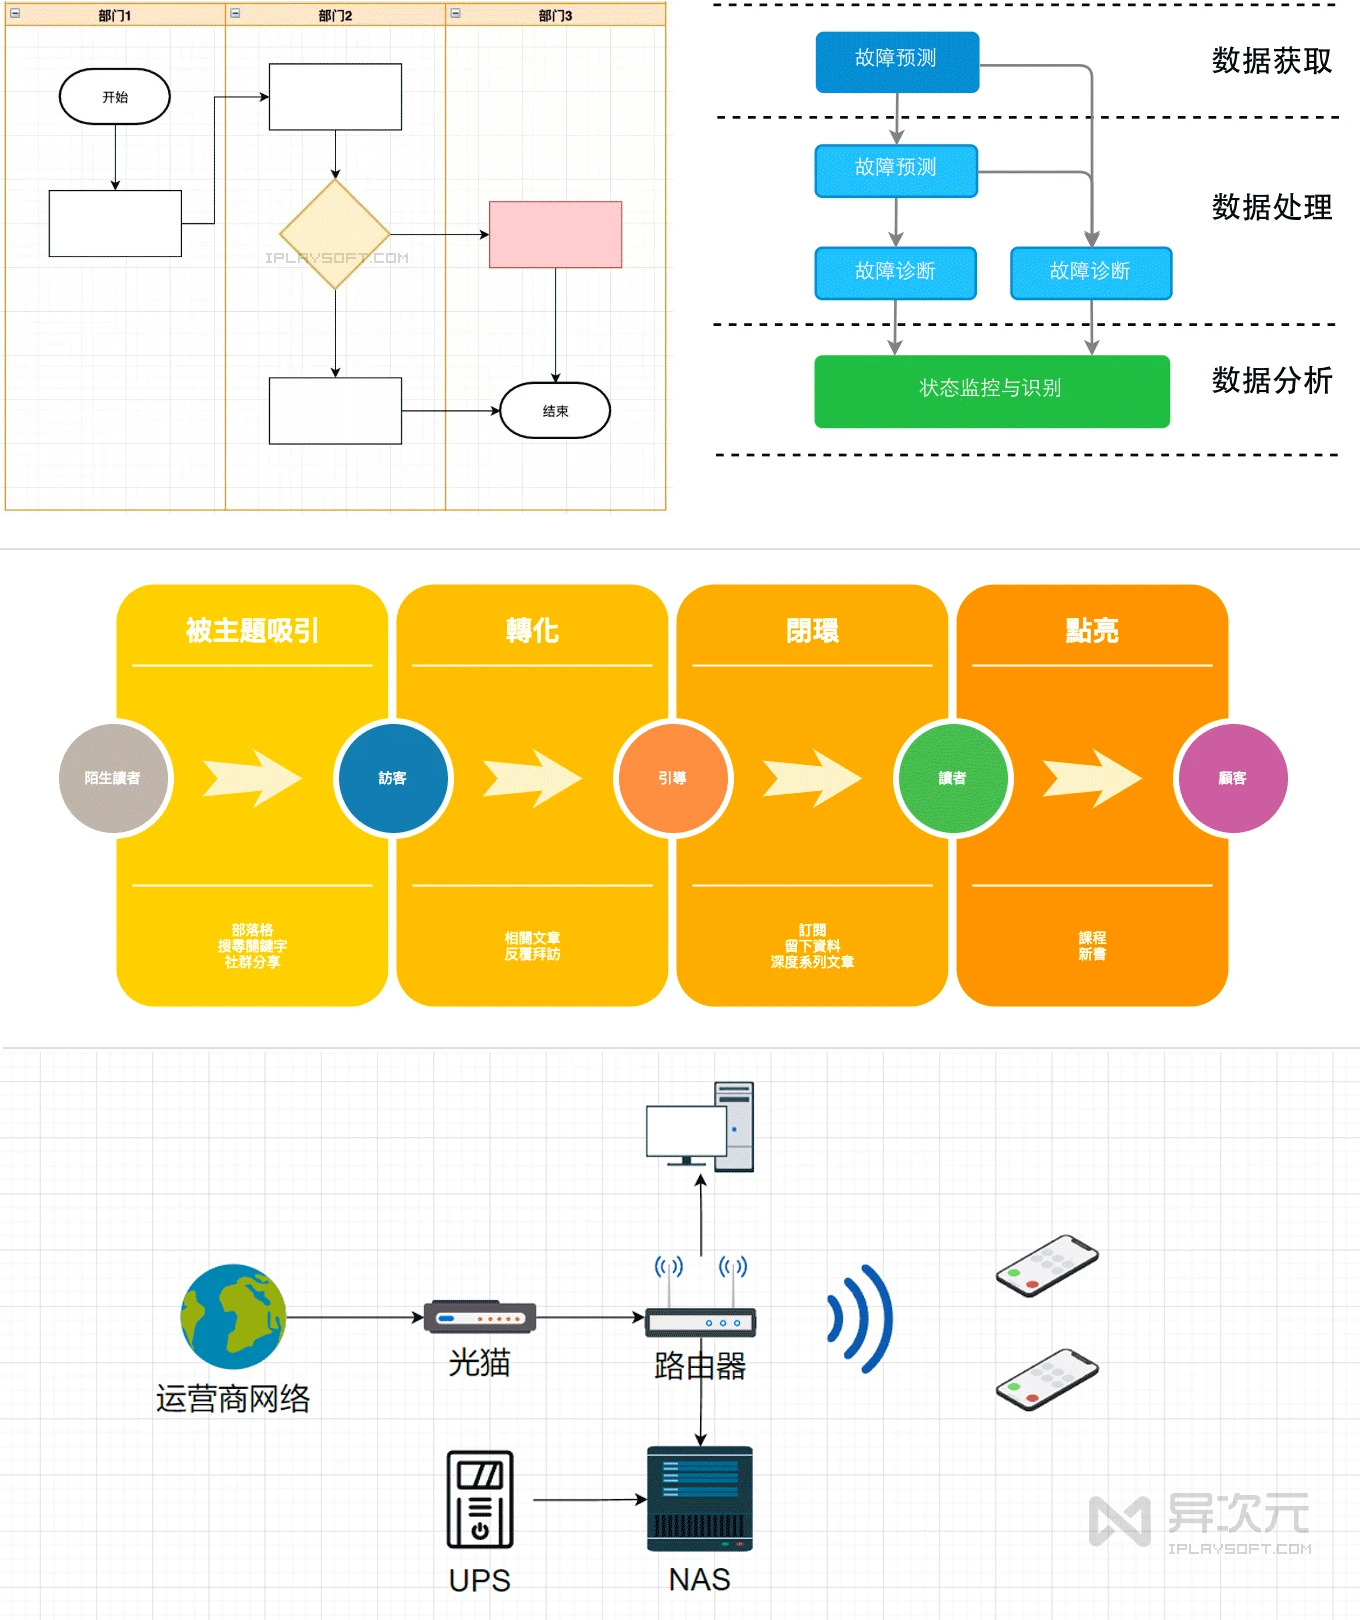 部门1
部门2
部门3
开始
IPLAYSOFT.COM
结束
故障预测
数据获取
故障预测
数据处理
故障诊断
故障诊断
状态监控与识别
数据分析
被主題吸引
轉化
閉環
點亮
陌生讀者
訪客
引導
讀者
顧客
部落格
搜尋關鍵字
社群分享
相關文章
反覆拜訪
訂閱
留下資料
深度系列文章
課程
新書
光猫
路由器
运营商网络
UPS
NAS
异次元
IPLAYSOFT.COM